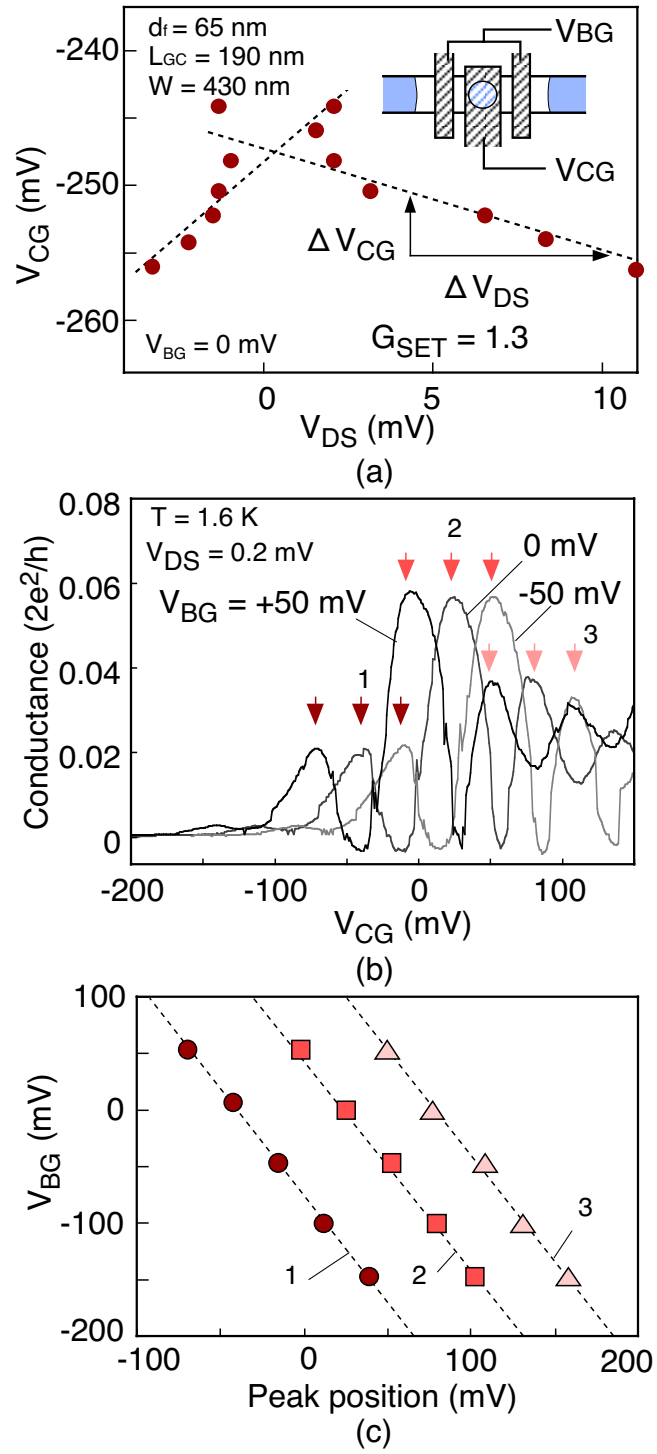 d_f = 65 nm
L_GC = 190 nm
W = 430 nm
V_BG
V_CG
-240
-250
-260
V_CG (mV)
Δ V_CG
Δ V_DS
V_BG = 0 mV
G_SET = 1.3
0 5 10
V_DS (mV)
(a)
0.08
0.06
0.04
0.02
0
Conductance (2e²/h)
T = 1.6 K
V_DS = 0.2 mV
V_BG = +50 mV
2
0 mV
-50 mV
1
3
-200 -100 0 100
V_CG (mV)
(b)
100
0
-100
-200
V_BG (mV)
1
2
3
-100 0 100 200
Peak position (mV)
(c)